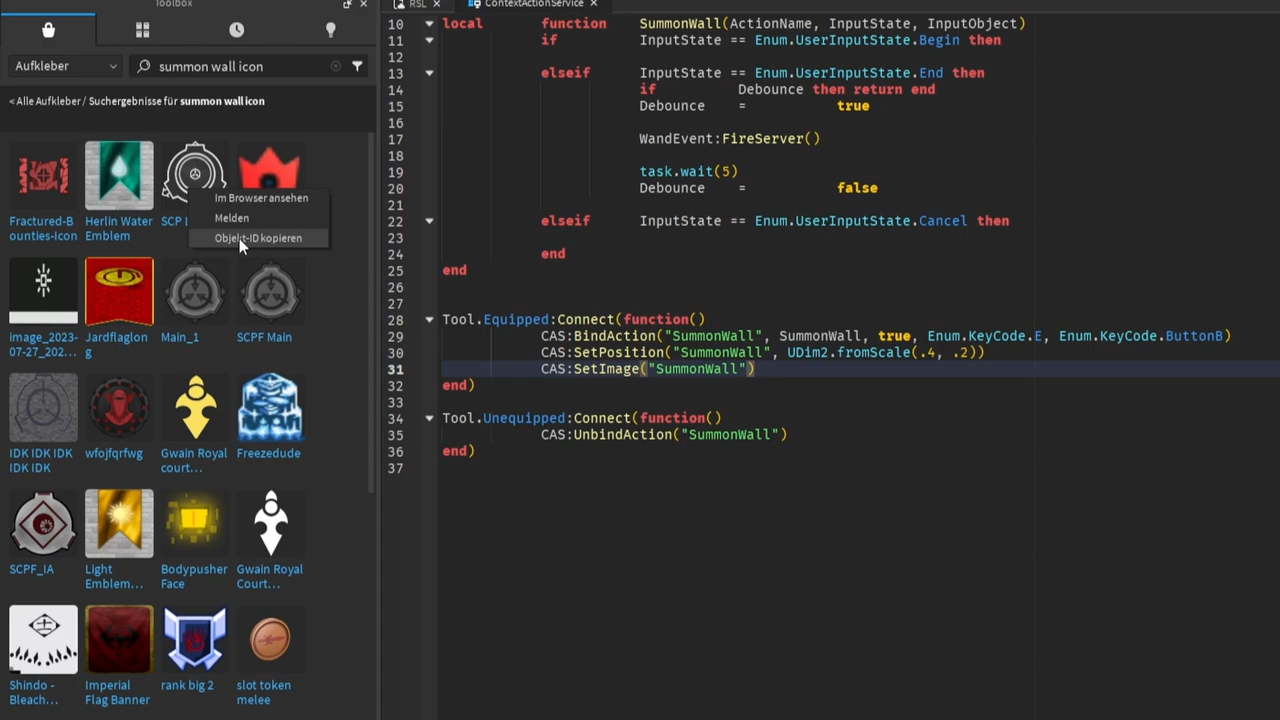 Toolbox
RSL ×
ContextActionService ×
Aufkleber
summon wall icon
< Alle Aufkleber / Suchergebnisse für summon wall icon
Fractured-B
ounties-Icon
Herlin Water
Emblem
SCP
Im Browser ansehen
Melden
Objekt-ID kopieren
image_2023-
07-27_202...
Jardflaglon
g
Main_1
SCPF Main
IDK IDK IDK
IDK IDK
wfojfqrfwg
Gwain Royal
court...
Freezedude
SCPF_IA
Light
Emblem...
Bodypusher
Face
Gwain Royal
Court...
Shindo -
Bleach...
Imperial
Flag Banner
rank big 2
slot token
melee
10 local function SummonWall(ActionName, InputState, InputObject)
11 if InputState == Enum.UserInputState.Begin then
12
13 elseif InputState == Enum.UserInputState.End then
14 if Debounce then return end
15 Debounce = true
16
17 WandEvent:FireServer()
18
19 task.wait(5)
20 Debounce = false
21
22 elseif InputState == Enum.UserInputState.Cancel then
23
24 end
25 end
26
27
28 Tool.Equipped:Connect(function()
29 CAS:BindAction("SummonWall", SummonWall, true, Enum.KeyCode.E, Enum.KeyCode.ButtonB)
30 CAS:SetPosition("SummonWall", UDim2.fromScale(.4, .2))
31 CAS:SetImage("SummonWall")
32 end)
33
34 Tool.Unequipped:Connect(function()
35 CAS:UnbindAction("SummonWall")
36 end)
37